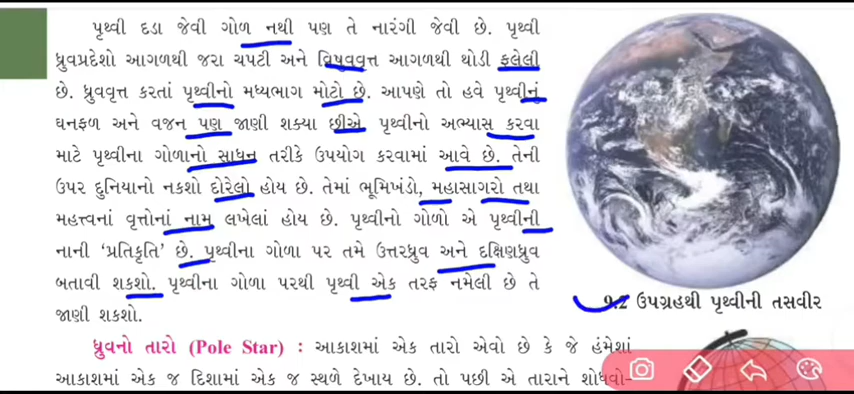 પૃથ્વી દડા જેવી ગોળ નથી પણ તે નારંગી જેવી છે. પૃથ્વી
ધ્રુવપ્રદેશો આગળથી જરા ચપટી અને વિષુવવૃત્ત આગળથી થોડી ફૂલેલી
છે. ધ્રુવવૃત્ત કરતાં પૃથ્વીનો મધ્યભાગ મોટો છે. આપણે તો હવે પૃથ્વીનું
ઘનફળ અને વજન પણ જાણી શક્યા છીએ પૃથ્વીનો અભ્યાસ કરવા
માટે પૃથ્વીના ગોળાનો સાધન તરીકે ઉપયોગ કરવામાં આવે છે. તેની
ઉપર દુનિયાનો નકશો દોરેલો હોય છે. તેમાં ભૂમિખંડો, મહાસાગરો તથા
મહત્ત્વનાં વૃત્તોનાં નામ લખેલાં હોય છે. પૃથ્વીનો ગોળો એ પૃથ્વીની
નાની ‘પ્રતિકૃતિ’ છે. પૃથ્વીના ગોળા પર તમે ઉત્તરધ્રુવ અને દક્ષિણધ્રુવ
બતાવી શકશો. પૃથ્વીના ગોળા પરથી પૃથ્વી એક તરફ નમેલી છે તે
જાણી શકશો.
9.2 ઉપગ્રહથી પૃથ્વીની તસવીર
ધ્રુવનો તારો (Pole Star) : આકાશમાં એક તારો એવો છે કે જે હંમેશાં
આકાશમાં એક જ દિશામાં એક જ સ્થળે દેખાય છે. તો પછી એ તારાને શોધવો-